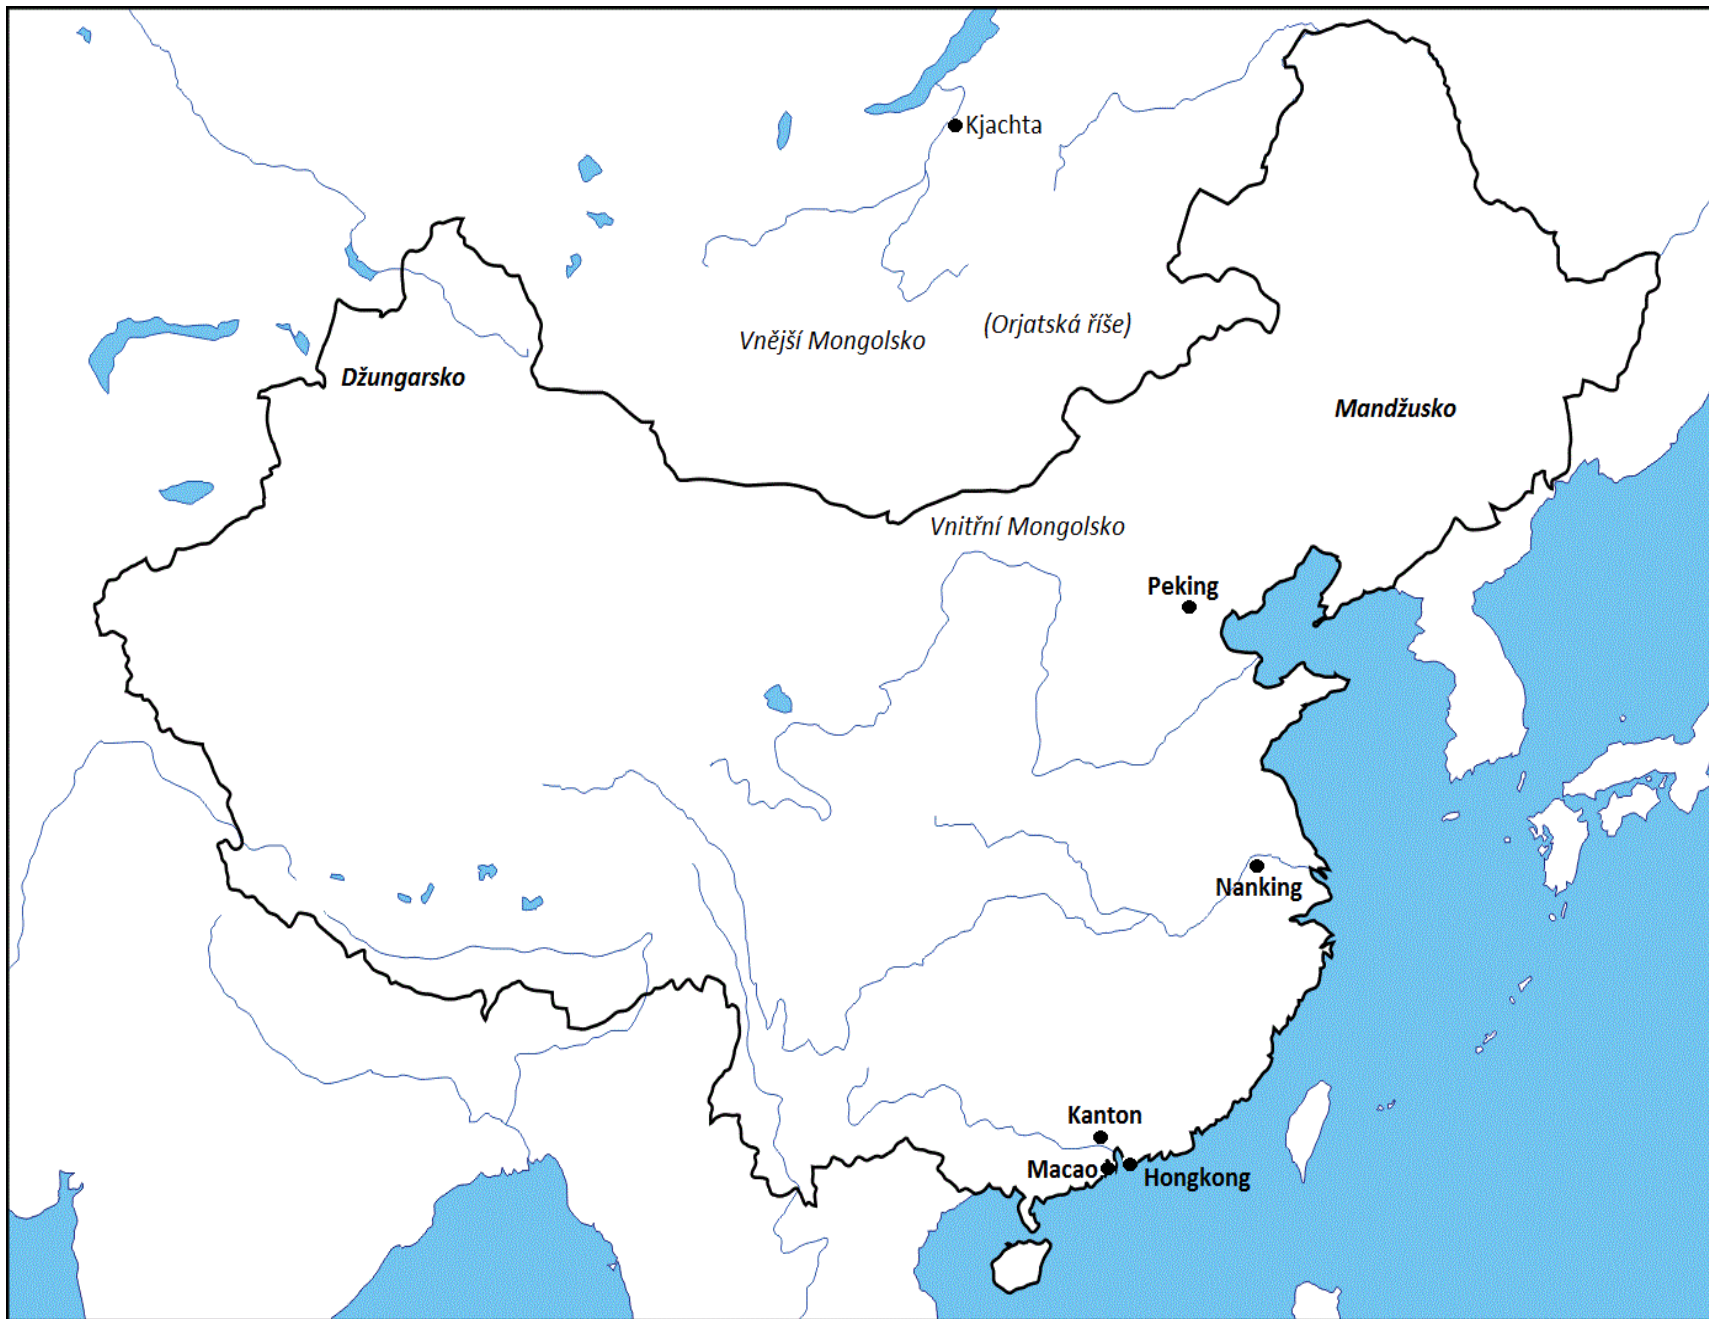 Kjachta
(Orjatská říše)
Vnější Mongolsko
Džungarsko
Mandžusko
Vnitřní Mongolsko
Peking
Nanking
Kanton
Macao
Hongkong